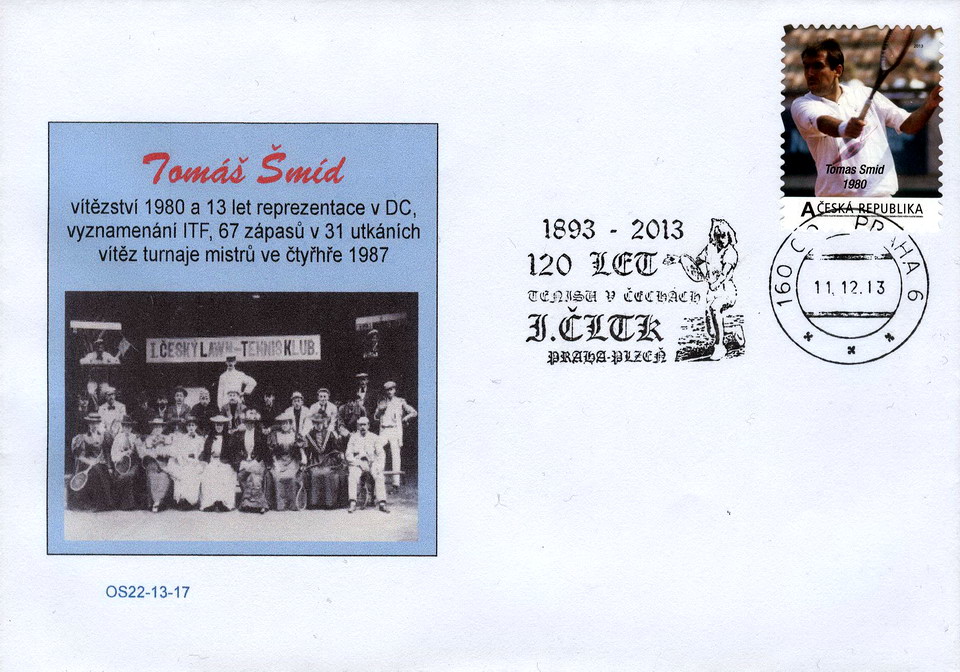 Tomáš Šmíd
vítězství 1980 a 13 let reprezentace v DC,
vyznamenání ITF, 67 zápasů v 31 utkáních
vítěz turnaje mistrů ve čtyřhře 1987
I.ČESKÝ LAWN-TENNIS KLUB.
OS22-13-17
1893 - 2013
120 LET
TENISU V ČECHÁCH
I.ČLTK
PRAHA-PLZEŇ
2013
Tomas Smid
1980
A ČESKÁ REPUBLIKA
160 PRAHA 6
11.12.13